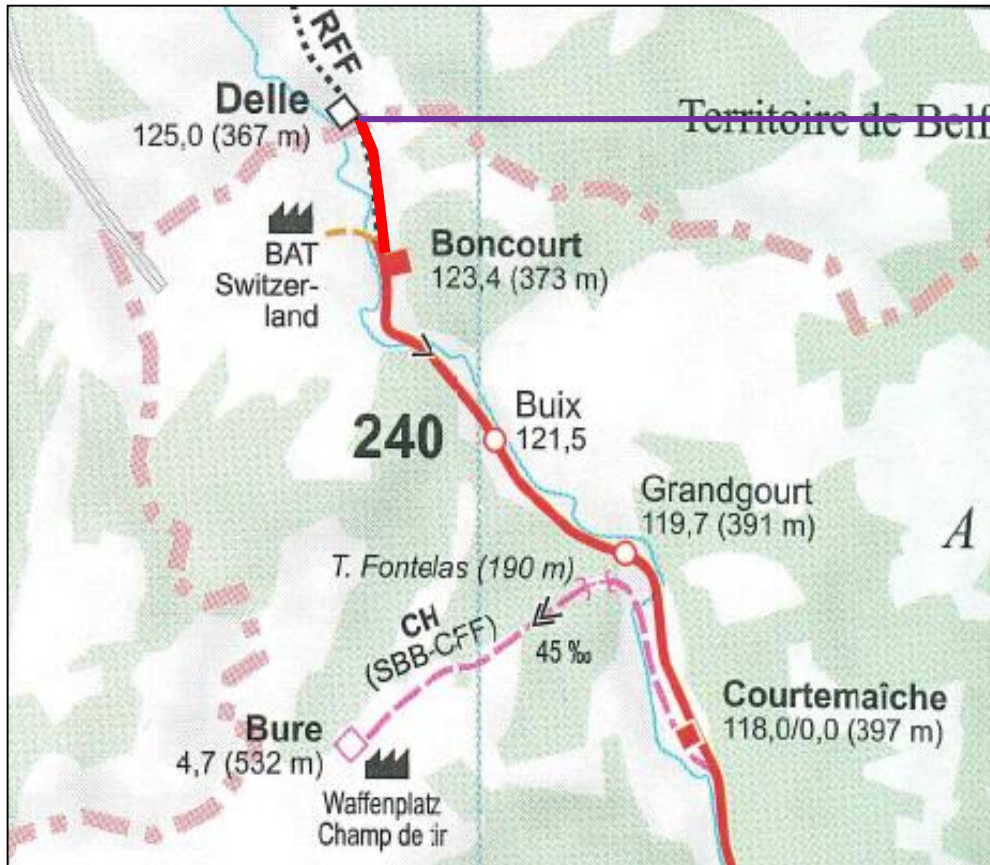 RFF
Delle
125,0 (367 m)
Territoire de Belf
BAT
Switzer-
land
Boncourt
123,4 (373 m)
240
Buix
121,5
Grandgourt
119,7 (391 m)
A
T. Fontelas (190 m)
CH
(SBB-CFF)
45 ‰
Courtemaîche
118,0/0,0 (397 m)
Bure
4,7 (532 m)
Waffenplatz
Champ de tir